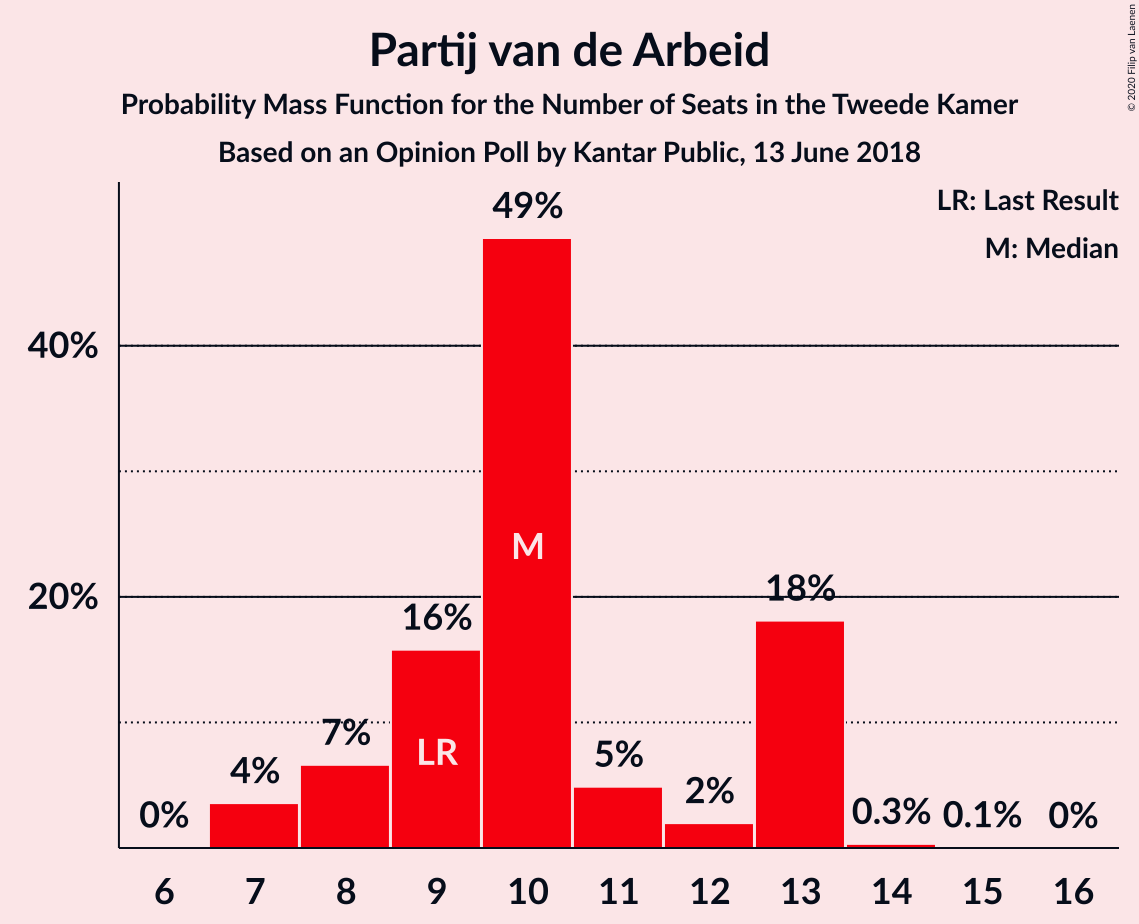 Partij van de Arbeid
Probability Mass Function for the Number of Seats in the Tweede Kamer
Based on an Opinion Poll by Kantar Public, 13 June 2018
© 2020 Filip van Laenen
LR: Last Result
M: Median
40%
20%
0%
4%
7%
16%
49%
5%
2%
18%
0.3%
0.1%
0%
LR
M
6 7 8 9 10 11 12 13 14 15 16